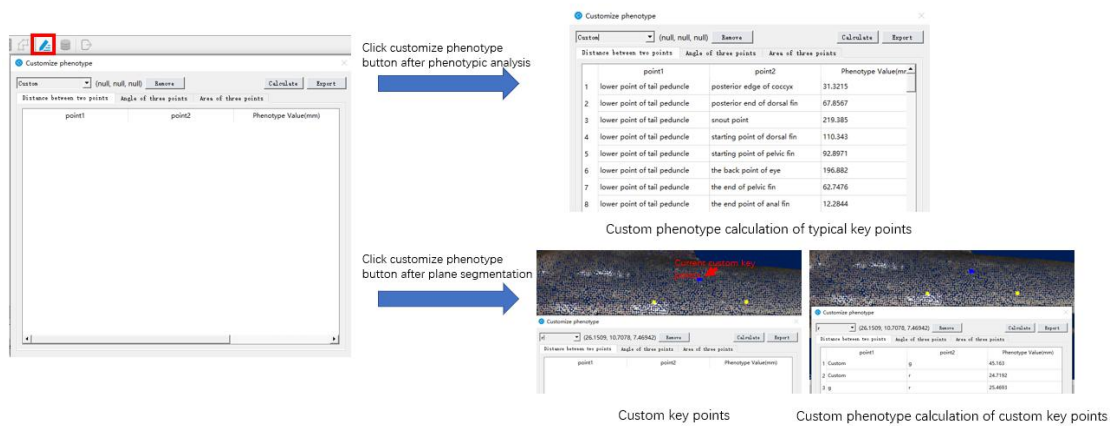 Customize phenotype
Custom (null, null, null) Remove Calculate Export
Distance between two points Angle of three points Area of three points
point1 point2 Phenotype Value(mm)
Click customize phenotype
button after phenotypic analysis
Customize phenotype
Custom (null, null, null) Remove Calculate Export
Distance between two points Angle of three points Area of three points
point1 point2 Phenotype Value(mr
1 lower point of tail peduncle posterior edge of coccyx 31.3215
2 lower point of tail peduncle posterior end of dorsal fin 67.8567
3 lower point of tail peduncle snout point 219.385
4 lower point of tail peduncle starting point of dorsal fin 110.343
5 lower point of tail peduncle starting point of pelvic fin 92.8971
6 lower point of tail peduncle the back point of eye 196.882
7 lower point of tail peduncle the end of pelvic fin 62.7476
8 lower point of tail peduncle the end point of anal fin 12.2844
Custom phenotype calculation of typical key points
Click customize phenotype
button after plane segmentation
Current custom key
Customize phenotype
(26.1509, 10.7078, 7.46942) Remove Calculate Export
Distance between two points Angle of three points Area of three points
point1 point2 Phenotype Value(mm)
Custom key points
Customize phenotype
r (26.1509, 10.7078, 7.46942) Remove Calculate Export
Distance between two points Angle of three points Area of three points
point1 point2 Phenotype Value(mm)
1 Custom g 45.163
2 Custom r 24.7192
3 g r 25.4693
Custom phenotype calculation of custom key points